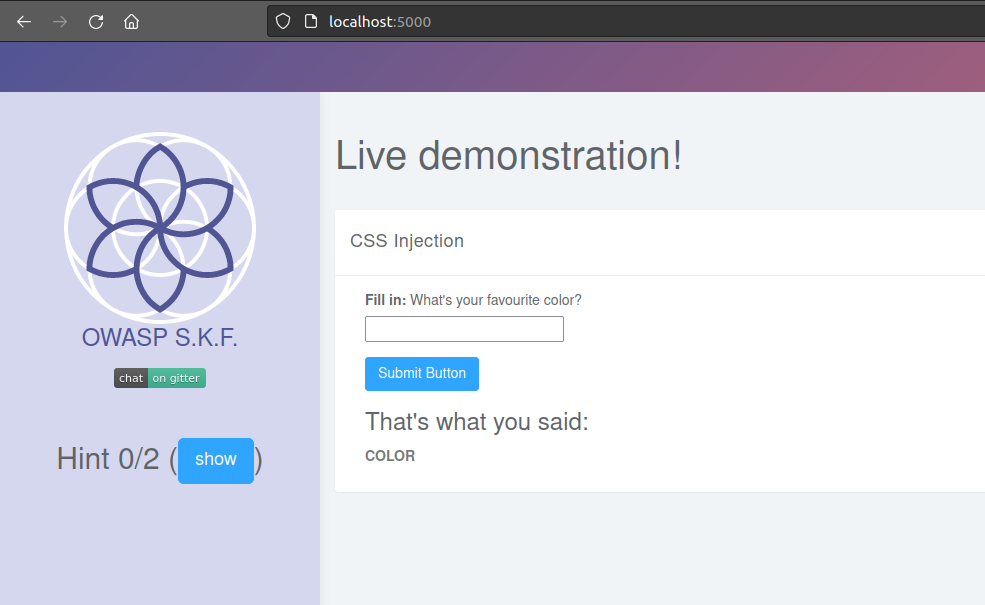 localhost:5000
OWASP S.K.F.
chat on gitter
Hint 0/2 (show)
Live demonstration!
CSS Injection
Fill in: What's your favourite color?
Submit Button
That's what you said:
COLOR